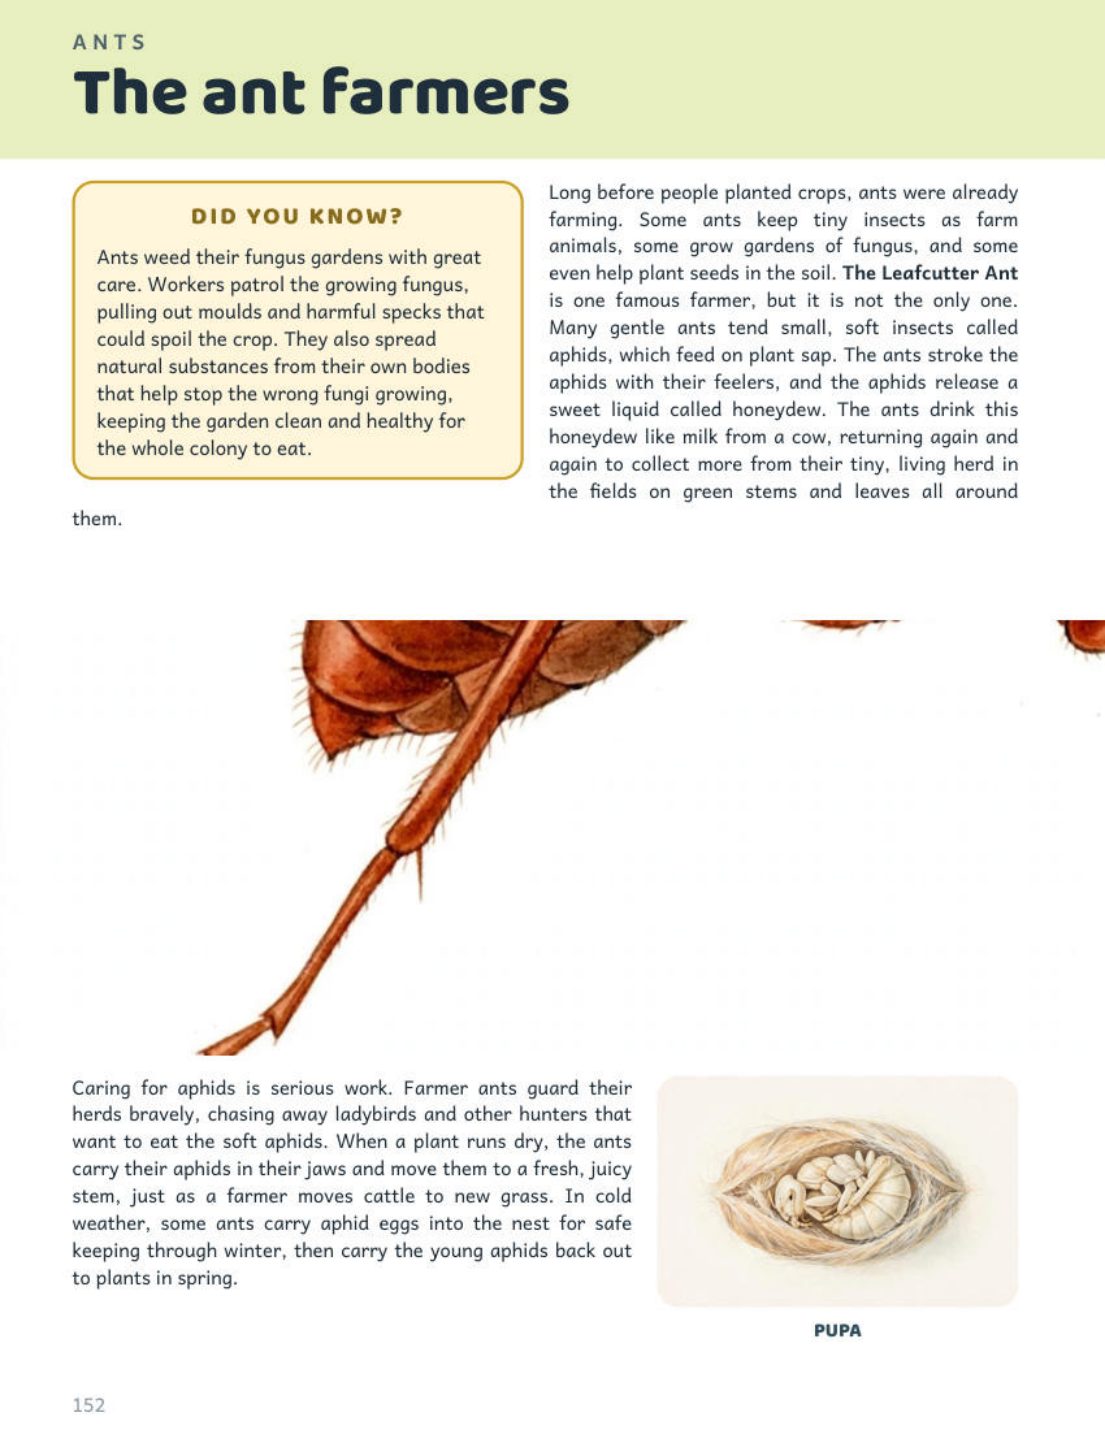 ANTS
The ant farmers
DID YOU KNOW?
Ants weed their fungus gardens with great
care. Workers patrol the growing fungus,
pulling out moulds and harmful specks that
could spoil the crop. They also spread
natural substances from their own bodies
that help stop the wrong fungi growing,
keeping the garden clean and healthy for
the whole colony to eat.
Long before people planted crops, ants were already
farming. Some ants keep tiny insects as farm
animals, some grow gardens of fungus, and some
even help plant seeds in the soil. The Leafcutter Ant
is one famous farmer, but it is not the only one.
Many gentle ants tend small, soft insects called
aphids, which feed on plant sap. The ants stroke the
aphids with their feelers, and the aphids release a
sweet liquid called honeydew. The ants drink this
honeydew like milk from a cow, returning again and
again to collect more from their tiny, living herd in
the fields on green stems and leaves all around
them.
Caring for aphids is serious work. Farmer ants guard their
herds bravely, chasing away ladybirds and other hunters that
want to eat the soft aphids. When a plant runs dry, the ants
carry their aphids in their jaws and move them to a fresh, juicy
stem, just as a farmer moves cattle to new grass. In cold
weather, some ants carry aphid eggs into the nest for safe
keeping through winter, then carry the young aphids back out
to plants in spring.
PUPA
152